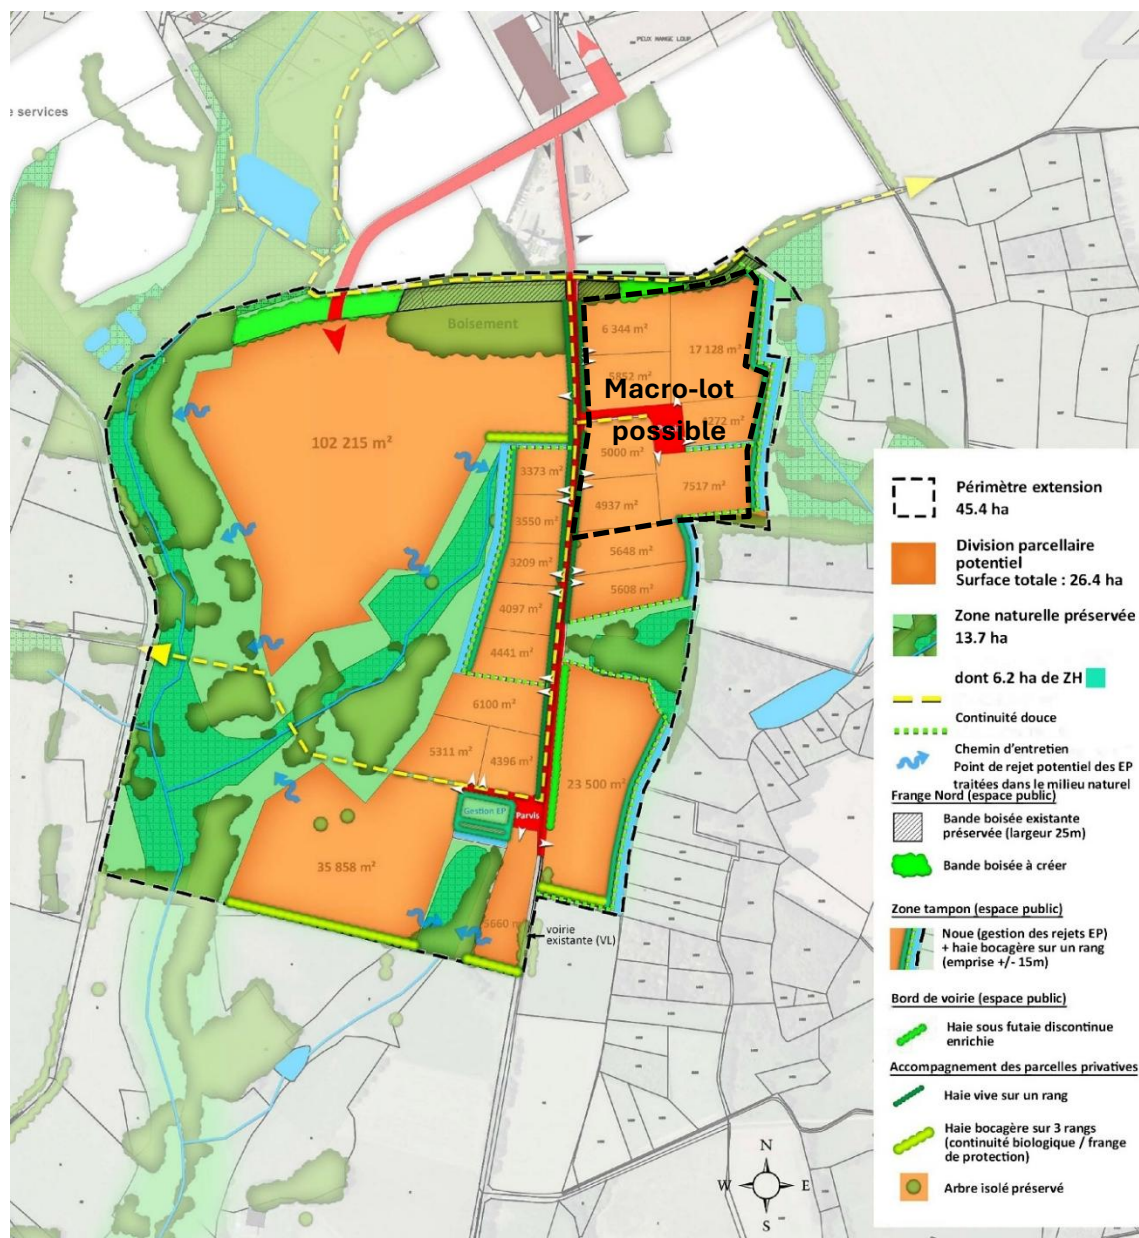 PEUX MANGE LOUP
e services
Boisement
6 344 m²
17 128 m²
5852 m²
Macro-lot
possible
5000 m²
4937 m²
7517 m²
102 215 m²
3373 m²
3550 m²
3209 m²
4097 m²
4441 m²
5648 m²
5608 m²
6100 m²
5311 m²
4396 m²
23 500 m²
Gestion EP
Parvis
35 858 m²
5660 m²
voirie
existante (VL)
N
W
E
S
Périmètre extension
45.4 ha
Division parcellaire
potentiel
Surface totale : 26.4 ha
Zone naturelle préservée
13.7 ha
dont 6.2 ha de ZH
Continuité douce
Chemin d'entretien
Point de rejet potentiel des EP
traitées dans le milieu naturel
Frange Nord (espace public)
Bande boisée existante
préservée (largeur 25m)
Bande boisée à créer
Zone tampon (espace public)
Noue (gestion des rejets EP)
+ haie bocagère sur un rang
(emprise +/- 15m)
Bord de voirie (espace public)
Haie sous futaie discontinue
enrichie
Accompagnement des parcelles privatives
Haie vive sur un rang
Haie bocagère sur 3 rangs
(continuité biologique / frange
de protection)
Arbre isolé préservé